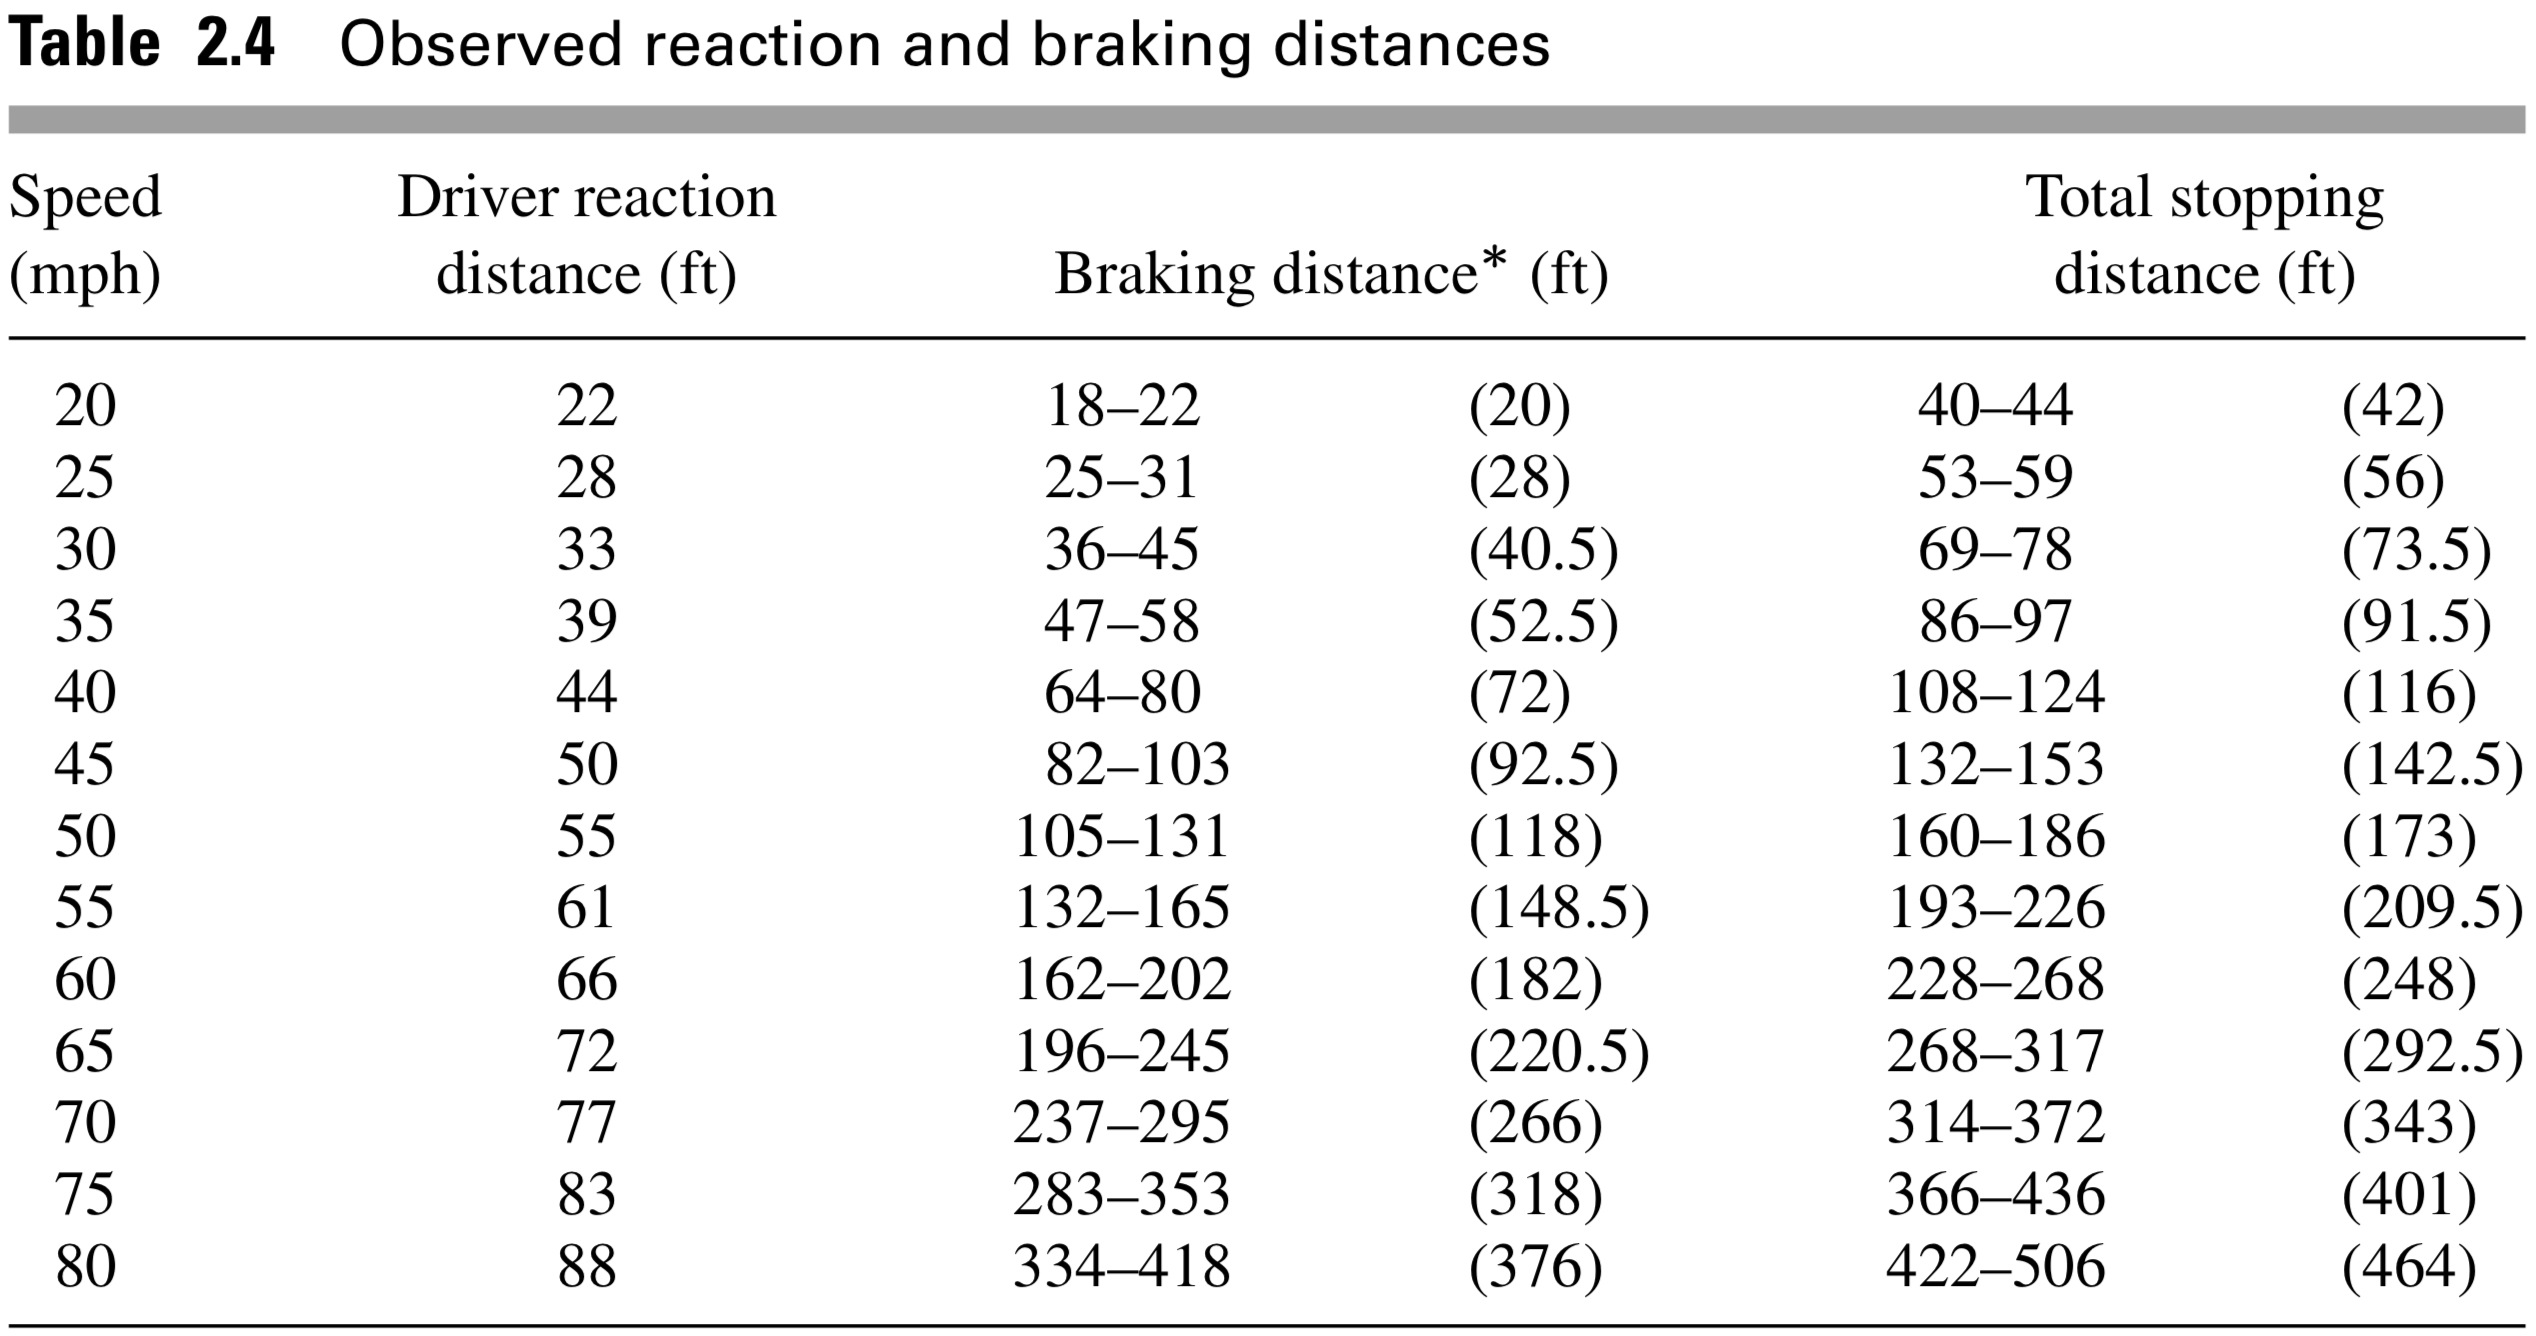 Table 2.4 Observed reaction and braking distances
Speed (mph) Driver reaction distance (ft) Braking distance* (ft) Total stopping distance (ft)
20 22 18–22 (20) 40–44 (42)
25 28 25–31 (28) 53–59 (56)
30 33 36–45 (40.5) 69–78 (73.5)
35 39 47–58 (52.5) 86–97 (91.5)
40 44 64–80 (72) 108–124 (116)
45 50 82–103 (92.5) 132–153 (142.5)
50 55 105–131 (118) 160–186 (173)
55 61 132–165 (148.5) 193–226 (209.5)
60 66 162–202 (182) 228–268 (248)
65 72 196–245 (220.5) 268–317 (292.5)
70 77 237–295 (266) 314–372 (343)
75 83 283–353 (318) 366–436 (401)
80 88 334–418 (376) 422–506 (464)